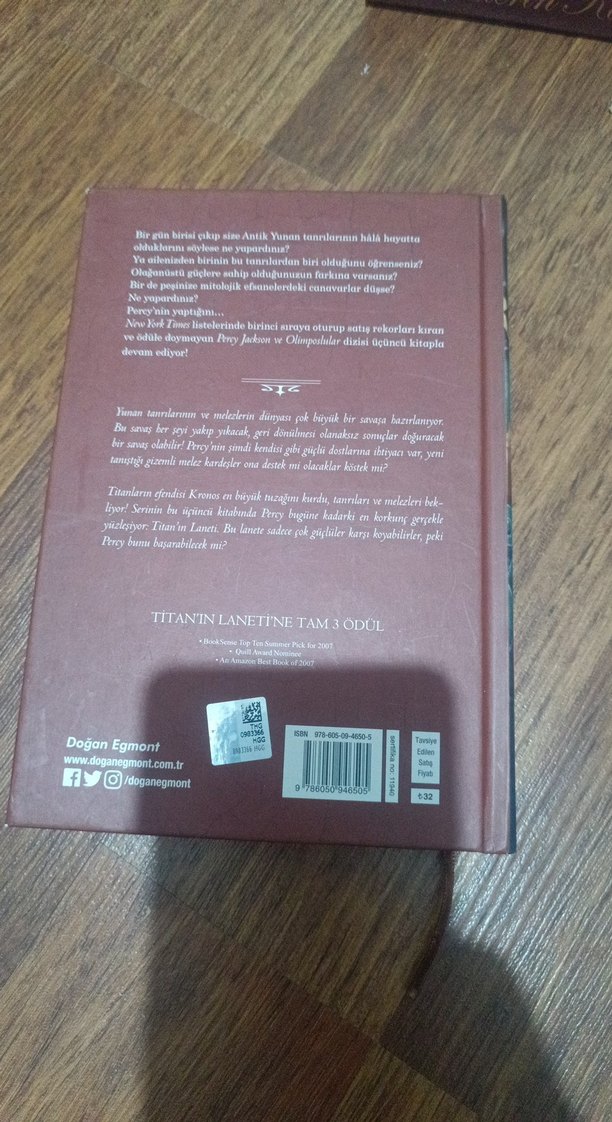 Bir gün birisi çıkıp size Antik Yunan tanrılarının hâlâ hayatta
olduklarını söylese ne yapardınız?
Ya ailenizden birinin bu tanrılardan biri olduğunu öğrenseniz?
Olağanüstü güçlere sahip olduğunuzun farkına varsanız?
Bir de peşinize mitolojik efsanelerdeki canavarlar düşse?
Ne yapardınız?
Percy'nin yaptığını...
New York Times listelerinde birinci sıraya oturup satış rekorları kıran
ve ödüle doymayan Percy Jackson ve Olimposlular dizisi üçüncü kitapla
devam ediyor!
Yunan tanrılarının ve melezlerin dünyası çok büyük bir savaşa hazırlanıyor.
Bu savaş her şeyi yakıp yıkacak, geri dönülmesi olanaksız sonuçlar doğuracak
bir savaş olabilir! Percy'nin şimdi kendisi gibi güçlü dostlarına ihtiyacı var, yeni
tanıştığı gizemli melez kardeşler ona destek mi olacaklar köstek mi?
Titanların efendisi Kronos en büyük tuzağını kurdu, tanrıları ve melezleri bek-
liyor! Serinin bu üçüncü kitabında Percy bugüne kadarki en korkunç gerçekle
yüzleşiyor: Titan'ın Laneti. Bu lanete sadece çok güçlüler karşı koyabilirler, peki
Percy bunu başarabilecek mi?
TİTAN'IN LANETİ'NE TAM 3 ÖDÜL
• BookSense Top Ten Summer Pick for 2007
• Quill Award Nominee
• An Amazon Best Book of 2007
THG
0983366
HGG
0983366 HGG
Doğan Egmont
www.doganegmont.com.tr
/doganegmont
ISBN 978-605-09-4650-5
9 786050 946505
sertifika no: 11940
Tavsiye
Edilen
Satış
Fiyatı
₺32